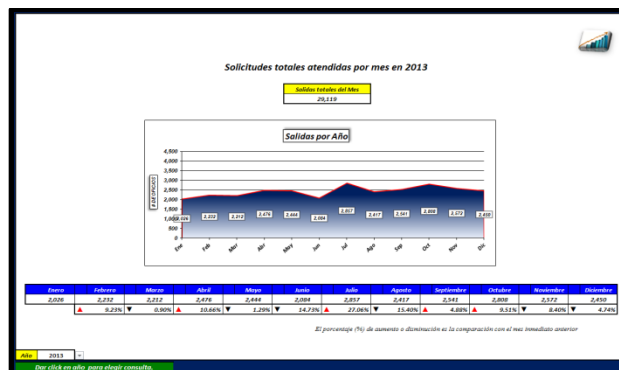 Solicitudes totales atendidas por mes en 2013
Salidas totales del Mes
29,119
Salidas por Año
# DE OFICIOS
4,500
4,000
3,500
3,000
2,500
2,000
1,500
1,000
500
0
2,026 2,232 2,212 2,476 2,444 2,084 2,857 2,417 2,541 2,808 2,572 2,450
Ene Feb Mar Abr May Jun Jul Ago Sep Oct Nov Dic
Enero Febrero Marzo Abril Mayo Junio Julio Agosto Septiembre Octubre Noviembre Diciembre
2,026 2,232 2,212 2,476 2,444 2,084 2,857 2,417 2,541 2,808 2,572 2,450
▲ 9.23% ▼ 0.90% ▲ 10.66% ▼ 1.29% ▼ 14.73% ▲ 27.06% ▼ 15.40% ▲ 4.88% ▲ 9.51% ▼ 8.40% ▼ 4.74%
El porcentaje (%) de aumento o disminución es la comparación con el mes inmediato anterior
Año 2013
Dar click en año para elegir consulta.